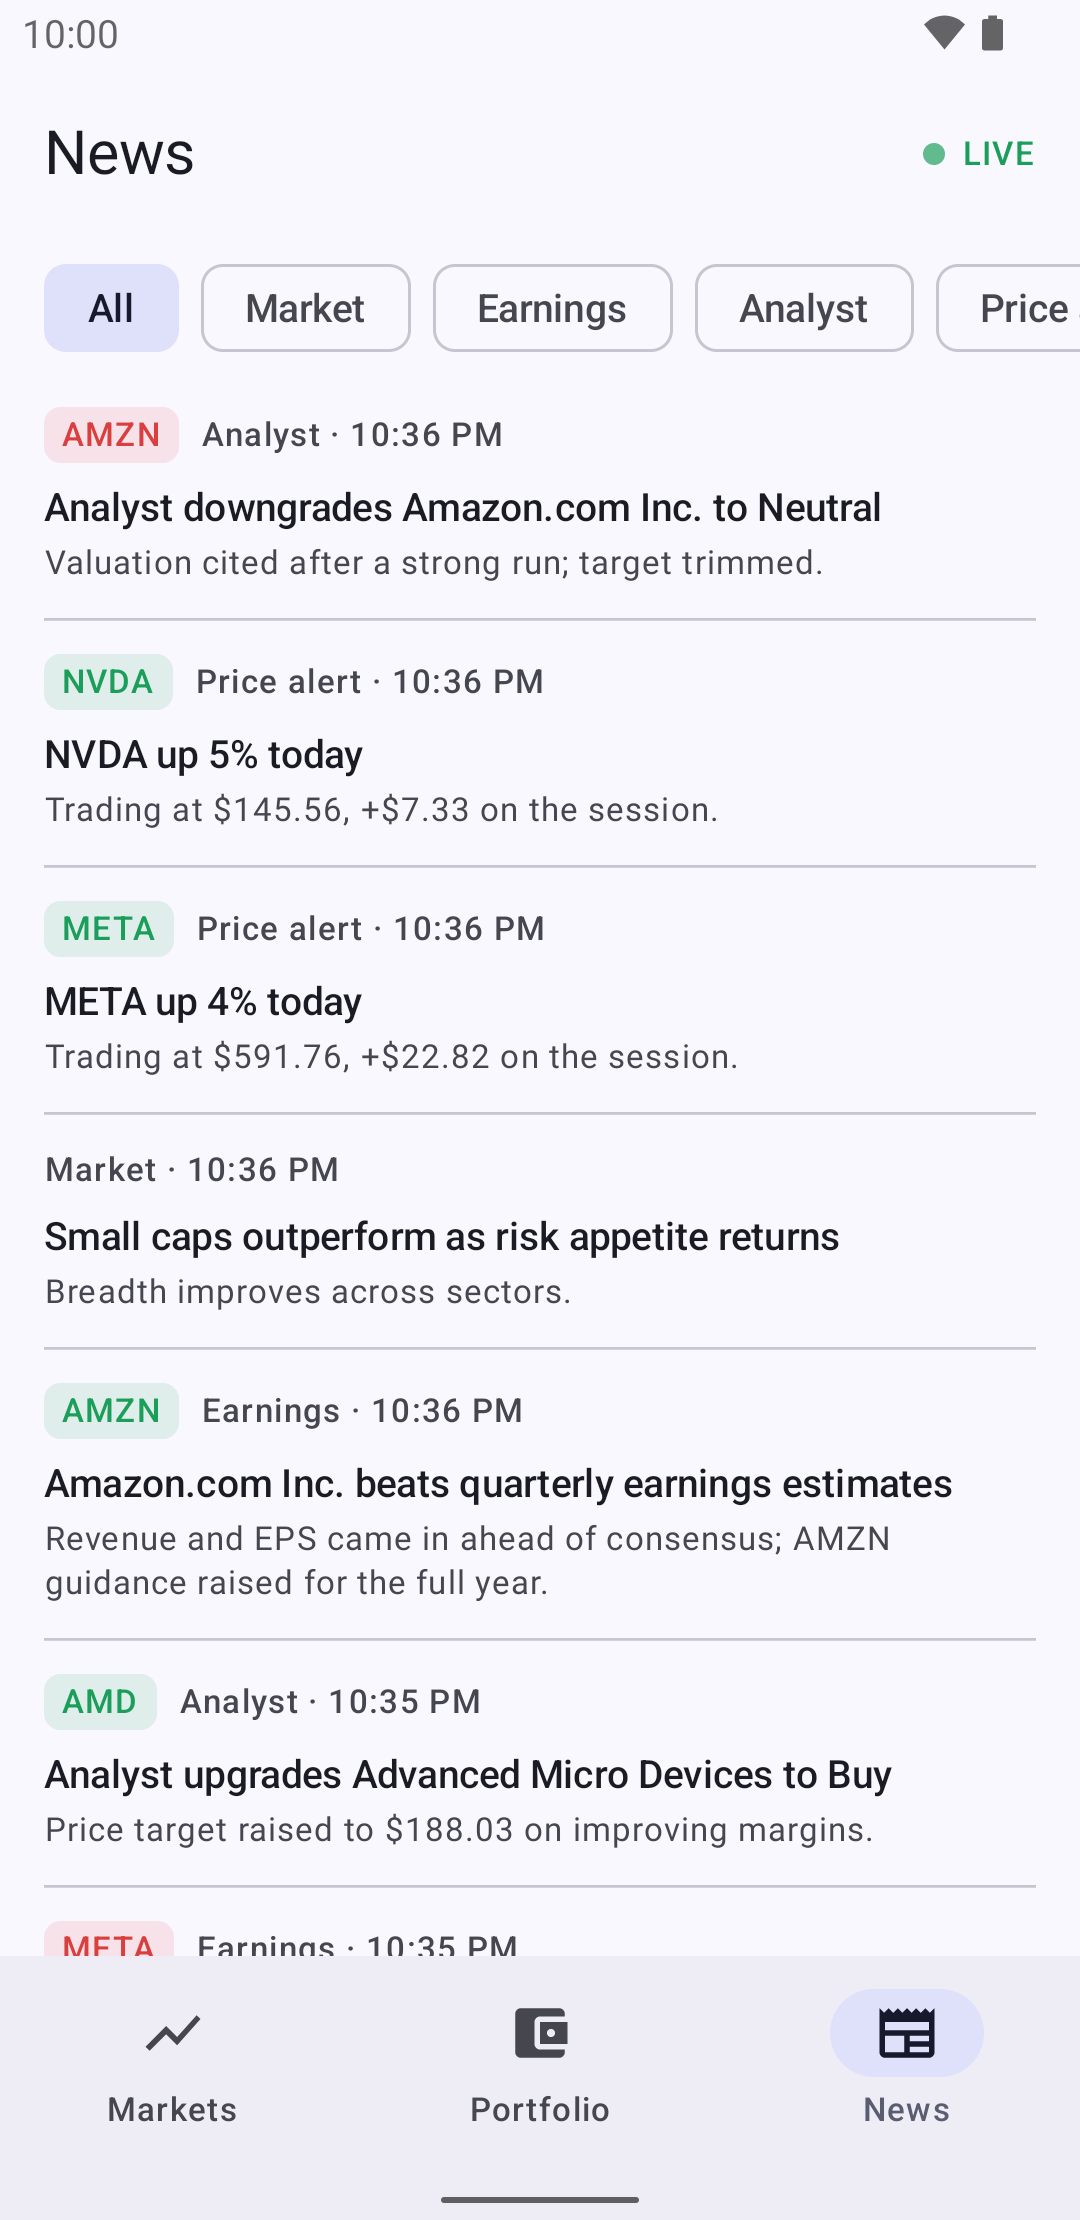 10:00
News
LIVE
All
Market
Earnings
Analyst
Price
AMZN
Analyst · 10:36 PM
Analyst downgrades Amazon.com Inc. to Neutral
Valuation cited after a strong run; target trimmed.
NVDA
Price alert · 10:36 PM
NVDA up 5% today
Trading at $145.56, +$7.33 on the session.
META
Price alert · 10:36 PM
META up 4% today
Trading at $591.76, +$22.82 on the session.
Market · 10:36 PM
Small caps outperform as risk appetite returns
Breadth improves across sectors.
AMZN
Earnings · 10:36 PM
Amazon.com Inc. beats quarterly earnings estimates
Revenue and EPS came in ahead of consensus; AMZN
guidance raised for the full year.
AMD
Analyst · 10:35 PM
Analyst upgrades Advanced Micro Devices to Buy
Price target raised to $188.03 on improving margins.
META
Earnings · 10:35 PM
Markets
Portfolio
News